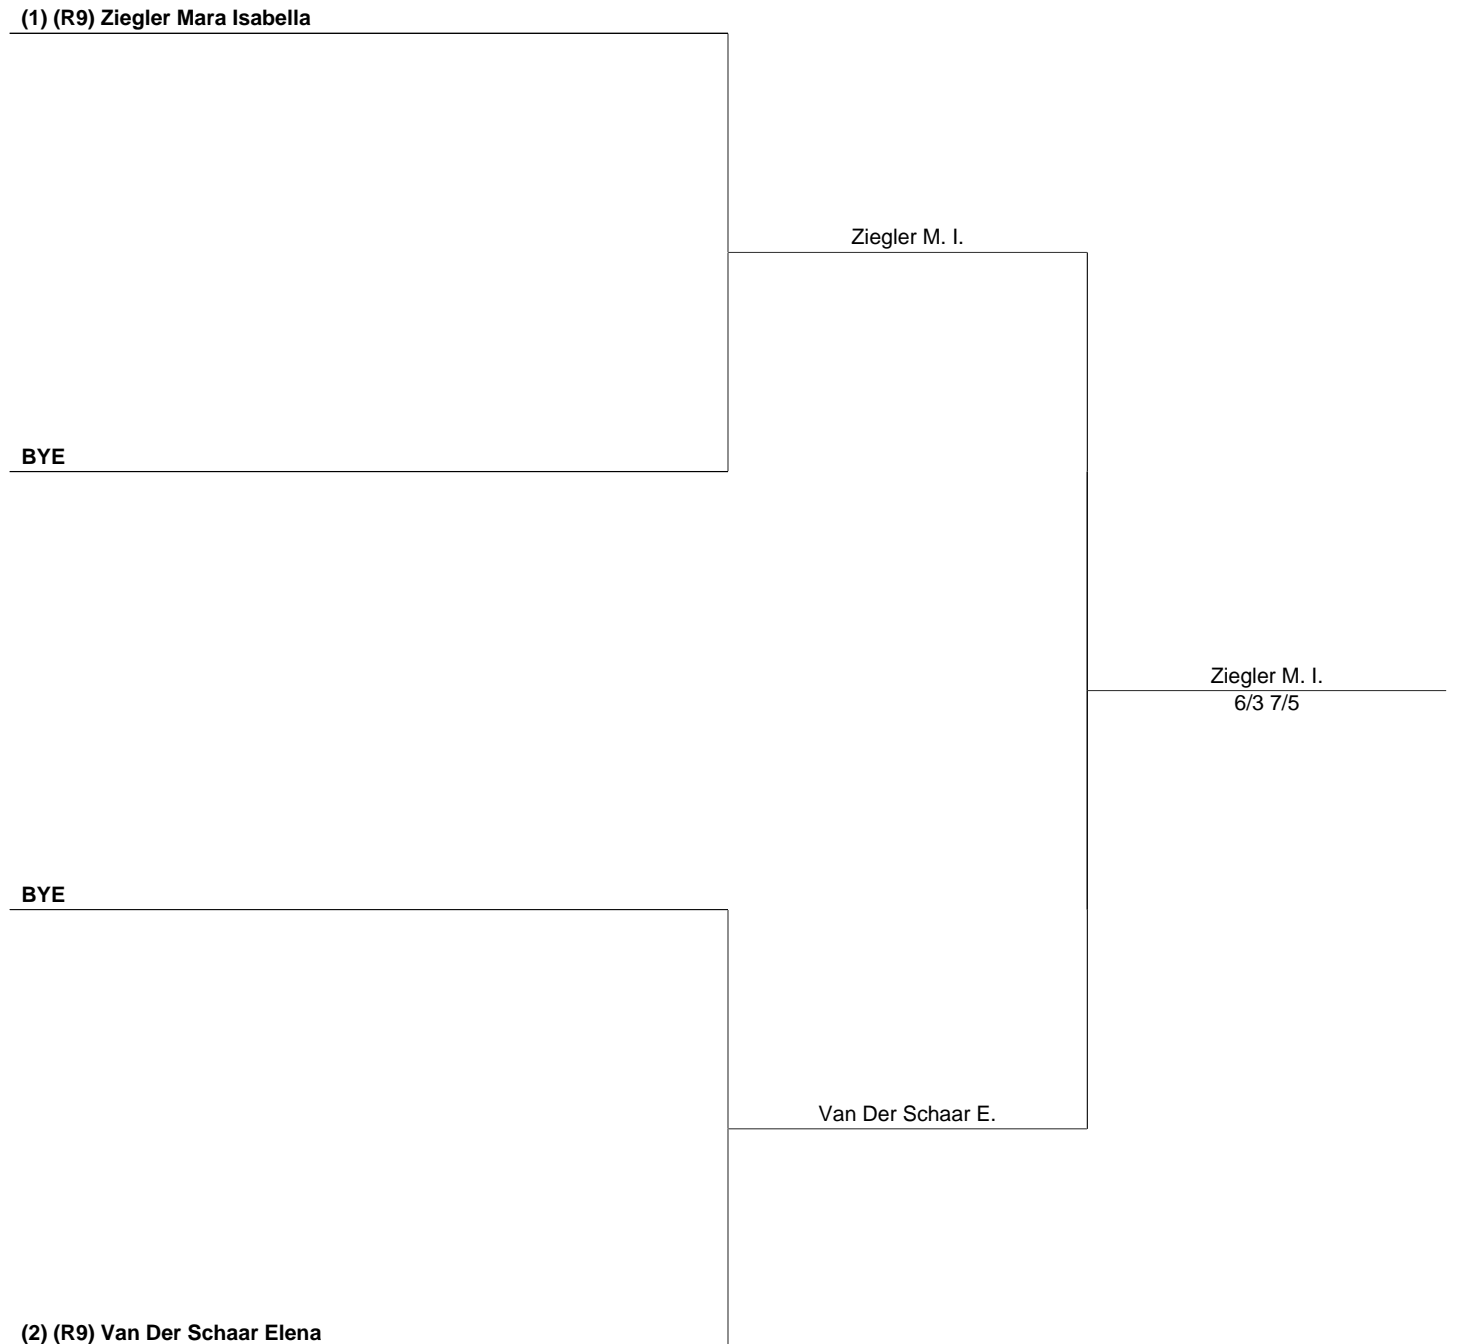 (1) (R9) Ziegler Mara Isabella
Ziegler M. I.
BYE
Ziegler M. I.
6/3 7/5
BYE
Van Der Schaar E.
(2) (R9) Van Der Schaar Elena